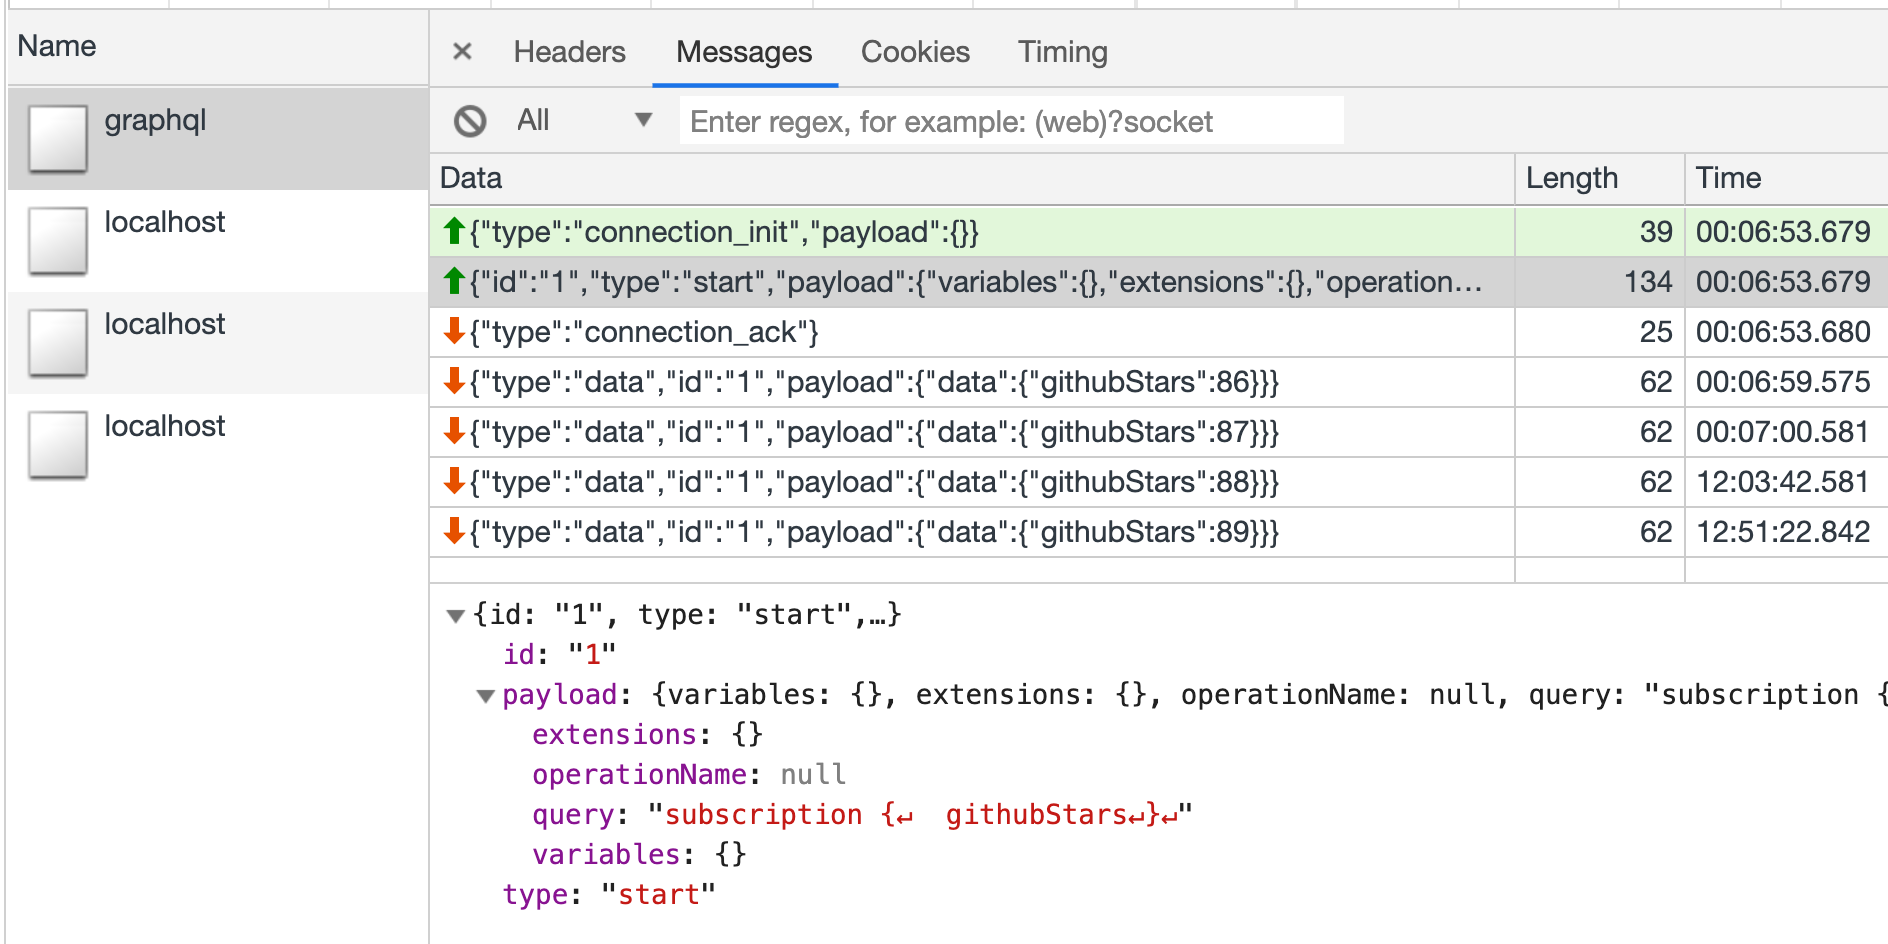 Name
graphql
localhost
localhost
localhost
× Headers Messages Cookies Timing
All ▼ Enter regex, for example: (web)?socket
Data Length Time
{"type":"connection_init","payload":{}} 39 00:06:53.679
{"id":"1","type":"start","payload":{"variables":{},"extensions":{},"operation… 134 00:06:53.679
{"type":"connection_ack"} 25 00:06:53.680
{"type":"data","id":"1","payload":{"data":{"githubStars":86}}} 62 00:06:59.575
{"type":"data","id":"1","payload":{"data":{"githubStars":87}}} 62 00:07:00.581
{"type":"data","id":"1","payload":{"data":{"githubStars":88}}} 62 12:03:42.581
{"type":"data","id":"1","payload":{"data":{"githubStars":89}}} 62 12:51:22.842
▼ {id: "1", type: "start",…}
id: "1"
▼ payload: {variables: {}, extensions: {}, operationName: null, query: "subscription {
extensions: {}
operationName: null
query: "subscription {↵  githubStars↵}↵"
variables: {}
type: "start"